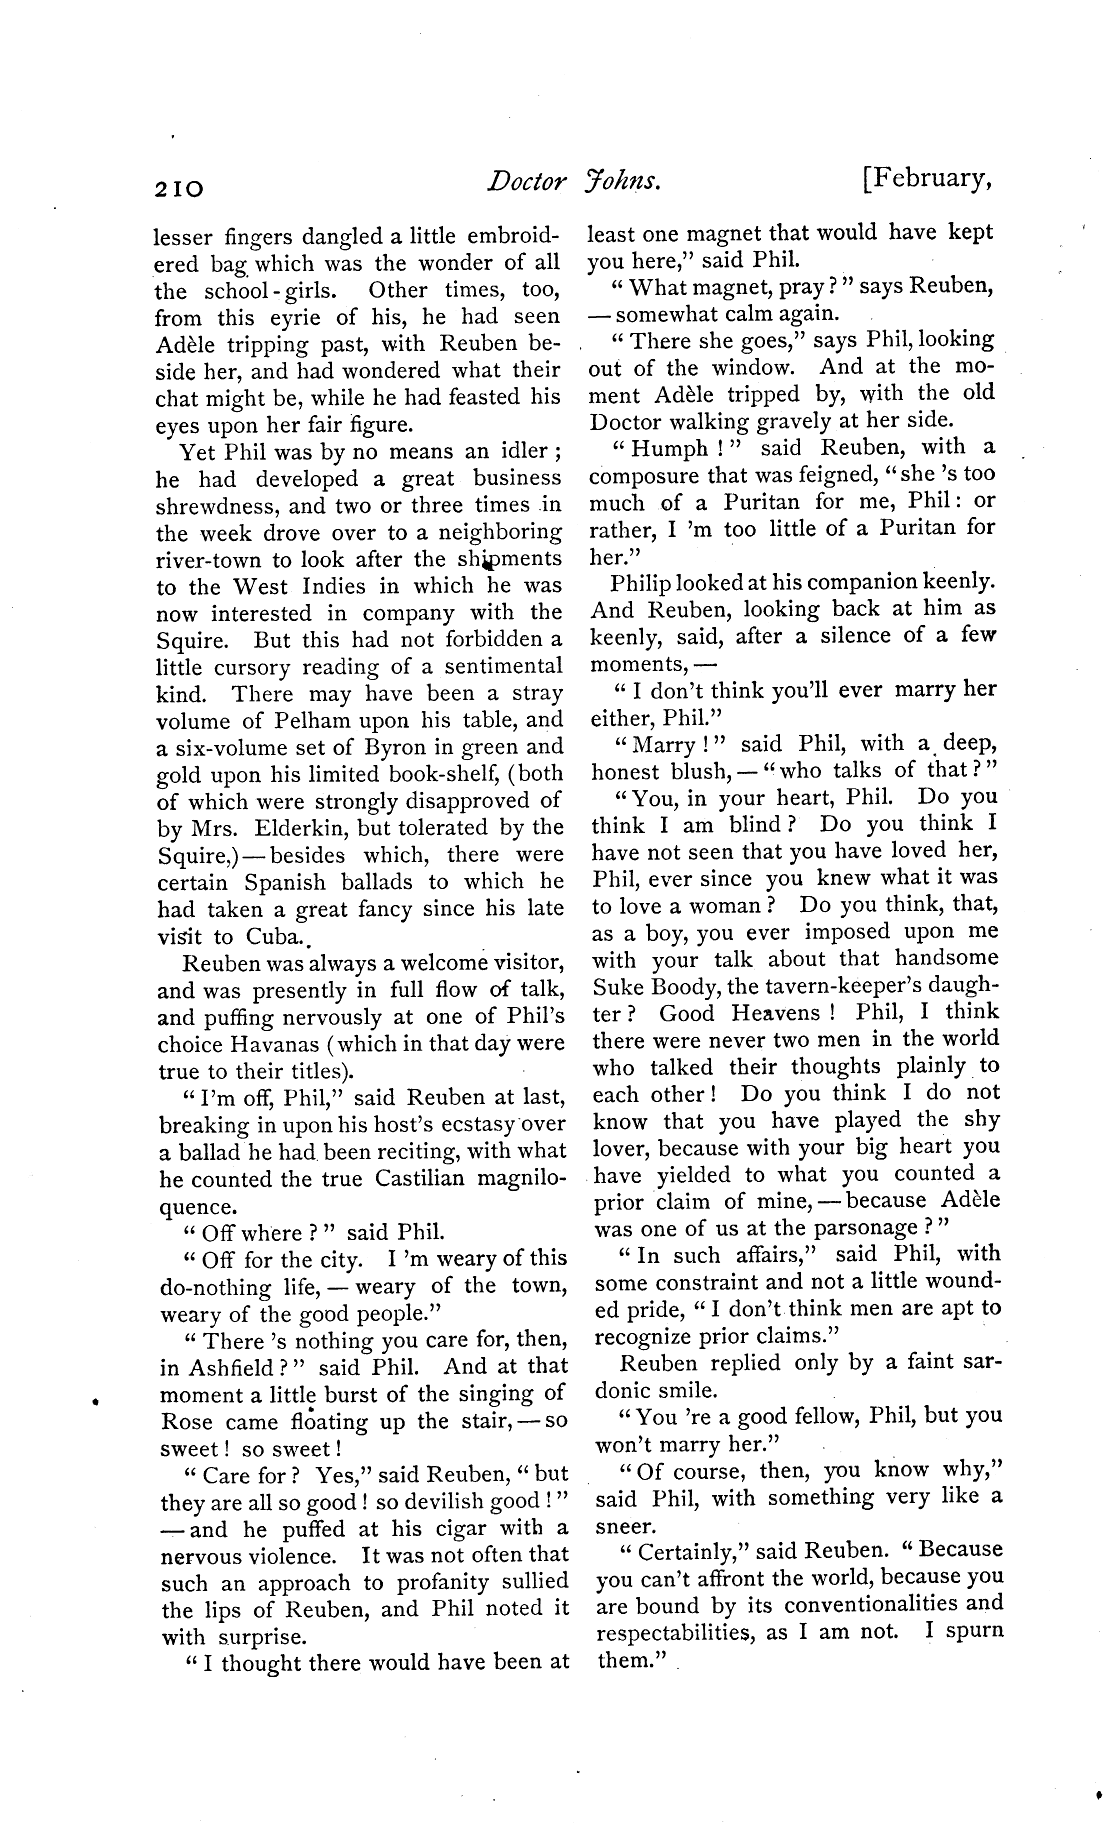 210 Doctor Johns. [February,
lesser fingers dangled a little embroid-
ered bag which was the wonder of all
the school-girls. Other times, too,
from this eyrie of his, he had seen
Adèle tripping past, with Reuben be-
side her, and had wondered what their
chat might be, while he had feasted his
eyes upon her fair figure.
Yet Phil was by no means an idler ;
he had developed a great business
shrewdness, and two or three times in
the week drove over to a neighboring
river-town to look after the shipments
to the West Indies in which he was
now interested in company with the
Squire. But this had not forbidden a
little cursory reading of a sentimental
kind. There may have been a stray
volume of Pelham upon his table, and
a six-volume set of Byron in green and
gold upon his limited book-shelf, (both
of which were strongly disapproved of
by Mrs. Elderkin, but tolerated by the
Squire,) — besides which, there were
certain Spanish ballads to which he
had taken a great fancy since his late
visit to Cuba.
Reuben was always a welcome visitor,
and was presently in full flow of talk,
and puffing nervously at one of Phil's
choice Havanas (which in that day were
true to their titles).
" I'm off, Phil," said Reuben at last,
breaking in upon his host's ecstasy over
a ballad he had been reciting, with what
he counted the true Castilian magnilo-
quence.
" Off where ? " said Phil.
" Off for the city. I 'm weary of this
do-nothing life, — weary of the town,
weary of the good people."
" There 's nothing you care for, then,
in Ashfield ? " said Phil. And at that
moment a little burst of the singing of
Rose came floating up the stair, — so
sweet ! so sweet !
" Care for ? Yes," said Reuben, " but
they are all so good ! so devilish good ! "
— and he puffed at his cigar with a
nervous violence. It was not often that
such an approach to profanity sullied
the lips of Reuben, and Phil noted it
with surprise.
" I thought there would have been at
least one magnet that would have kept
you here," said Phil.
" What magnet, pray ? " says Reuben,
— somewhat calm again.
" There she goes," says Phil, looking
out of the window. And at the mo-
ment Adèle tripped by, with the old
Doctor walking gravely at her side.
" Humph ! " said Reuben, with a
composure that was feigned, " she 's too
much of a Puritan for me, Phil : or
rather, I 'm too little of a Puritan for
her."
Philip looked at his companion keenly.
And Reuben, looking back at him as
keenly, said, after a silence of a few
moments, —
" I don't think you'll ever marry her
either, Phil."
" Marry ! " said Phil, with a deep,
honest blush, — " who talks of that ? "
" You, in your heart, Phil. Do you
think I am blind ? Do you think I
have not seen that you have loved her,
Phil, ever since you knew what it was
to love a woman ? Do you think, that,
as a boy, you ever imposed upon me
with your talk about that handsome
Suke Boody, the tavern-keeper's daugh-
ter ? Good Heavens ! Phil, I think
there were never two men in the world
who talked their thoughts plainly to
each other ! Do you think I do not
know that you have played the shy
lover, because with your big heart you
have yielded to what you counted a
prior claim of mine, — because Adèle
was one of us at the parsonage ? "
" In such affairs," said Phil, with
some constraint and not a little wound-
ed pride, " I don't think men are apt to
recognize prior claims."
Reuben replied only by a faint sar-
donic smile.
" You 're a good fellow, Phil, but you
won't marry her."
" Of course, then, you know why,"
said Phil, with something very like a
sneer.
" Certainly," said Reuben. " Because
you can't affront the world, because you
are bound by its conventionalities and
respectabilities, as I am not. I spurn
them."